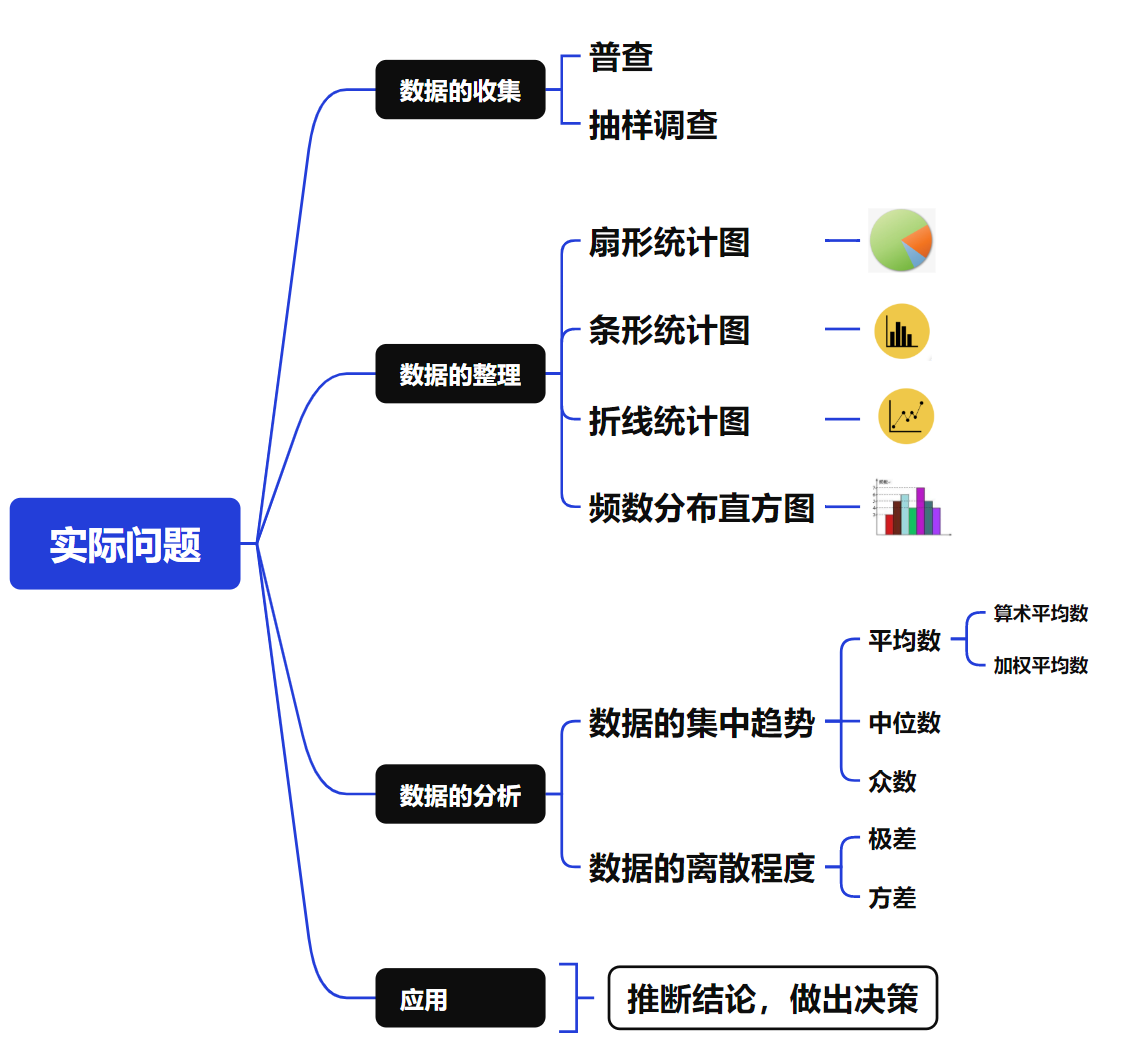 普查
数据的收集
抽样调查
扇形统计图
条形统计图
数据的整理
折线统计图
频数分布直方图
实际问题
算术平均数
平均数
加权平均数
数据的集中趋势
中位数
众数
数据的分析
极差
数据的离散程度
方差
应用
推断结论，做出决策